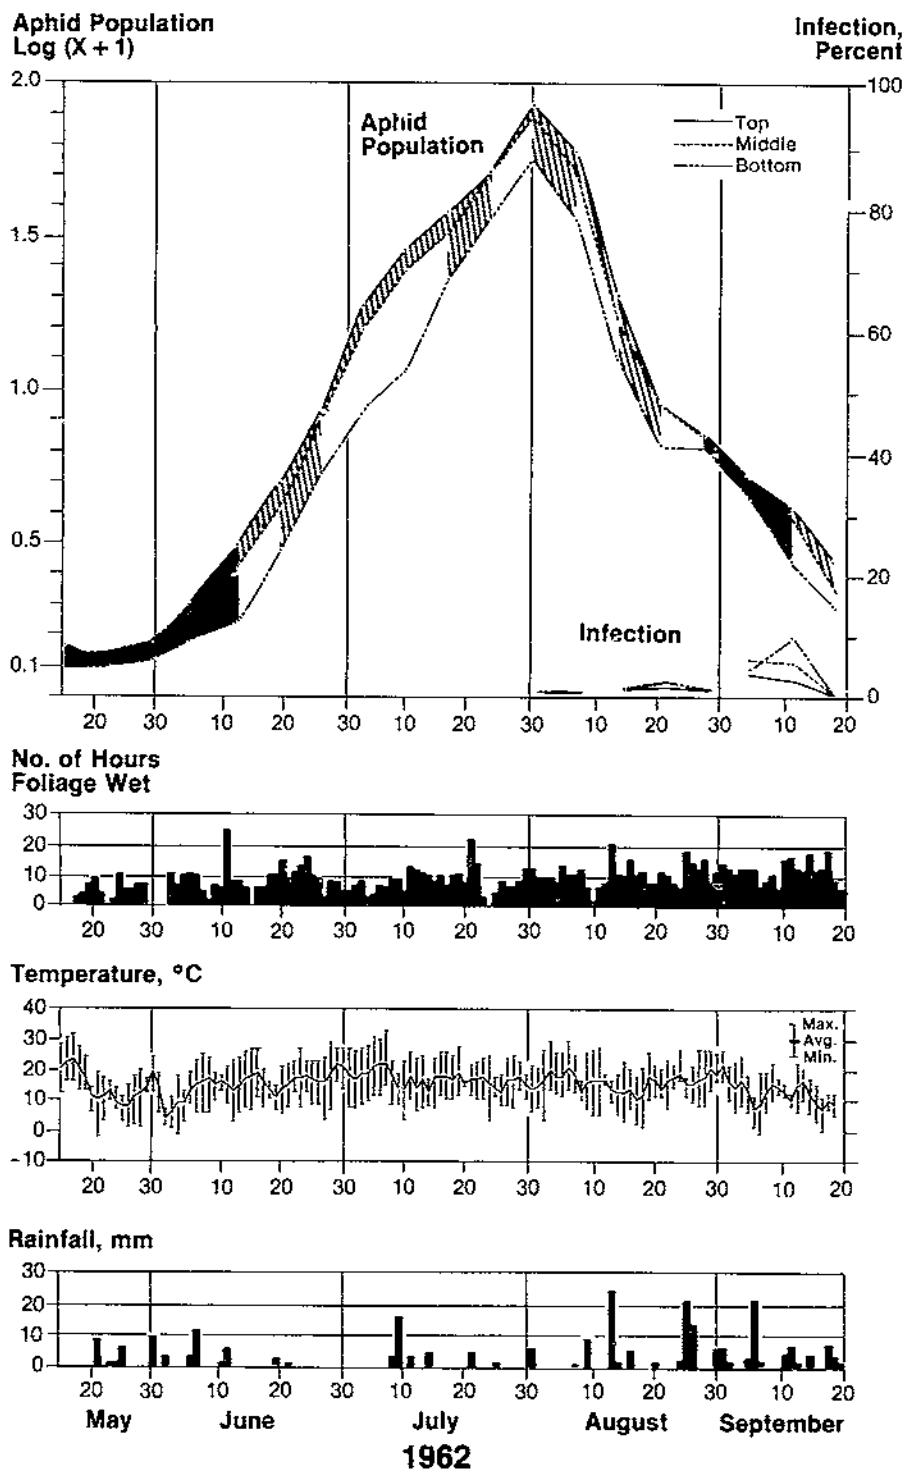 Aphid Population
Log (X + 1)
Infection,
Percent
2.0
1.5
1.0
0.5
0.1
100
80
60
40
20
0
Aphid
Population
Top
Middle
Bottom
Infection
20 30 10 20 30 10 20 30 10 20 30 10 20
No. of Hours
Foliage Wet
30
20
10
0
20 30 10 20 30 10 20 30 10 20 30 10 20
Temperature, °C
40
30
20
10
0
-10
Max.
Avg.
Min.
20 30 10 20 30 10 20 30 10 20 30 10 20
Rainfall, mm
30
20
10
0
20 30 10 20 30 10 20 30 10 20 30 10 20
May June July August September
1962